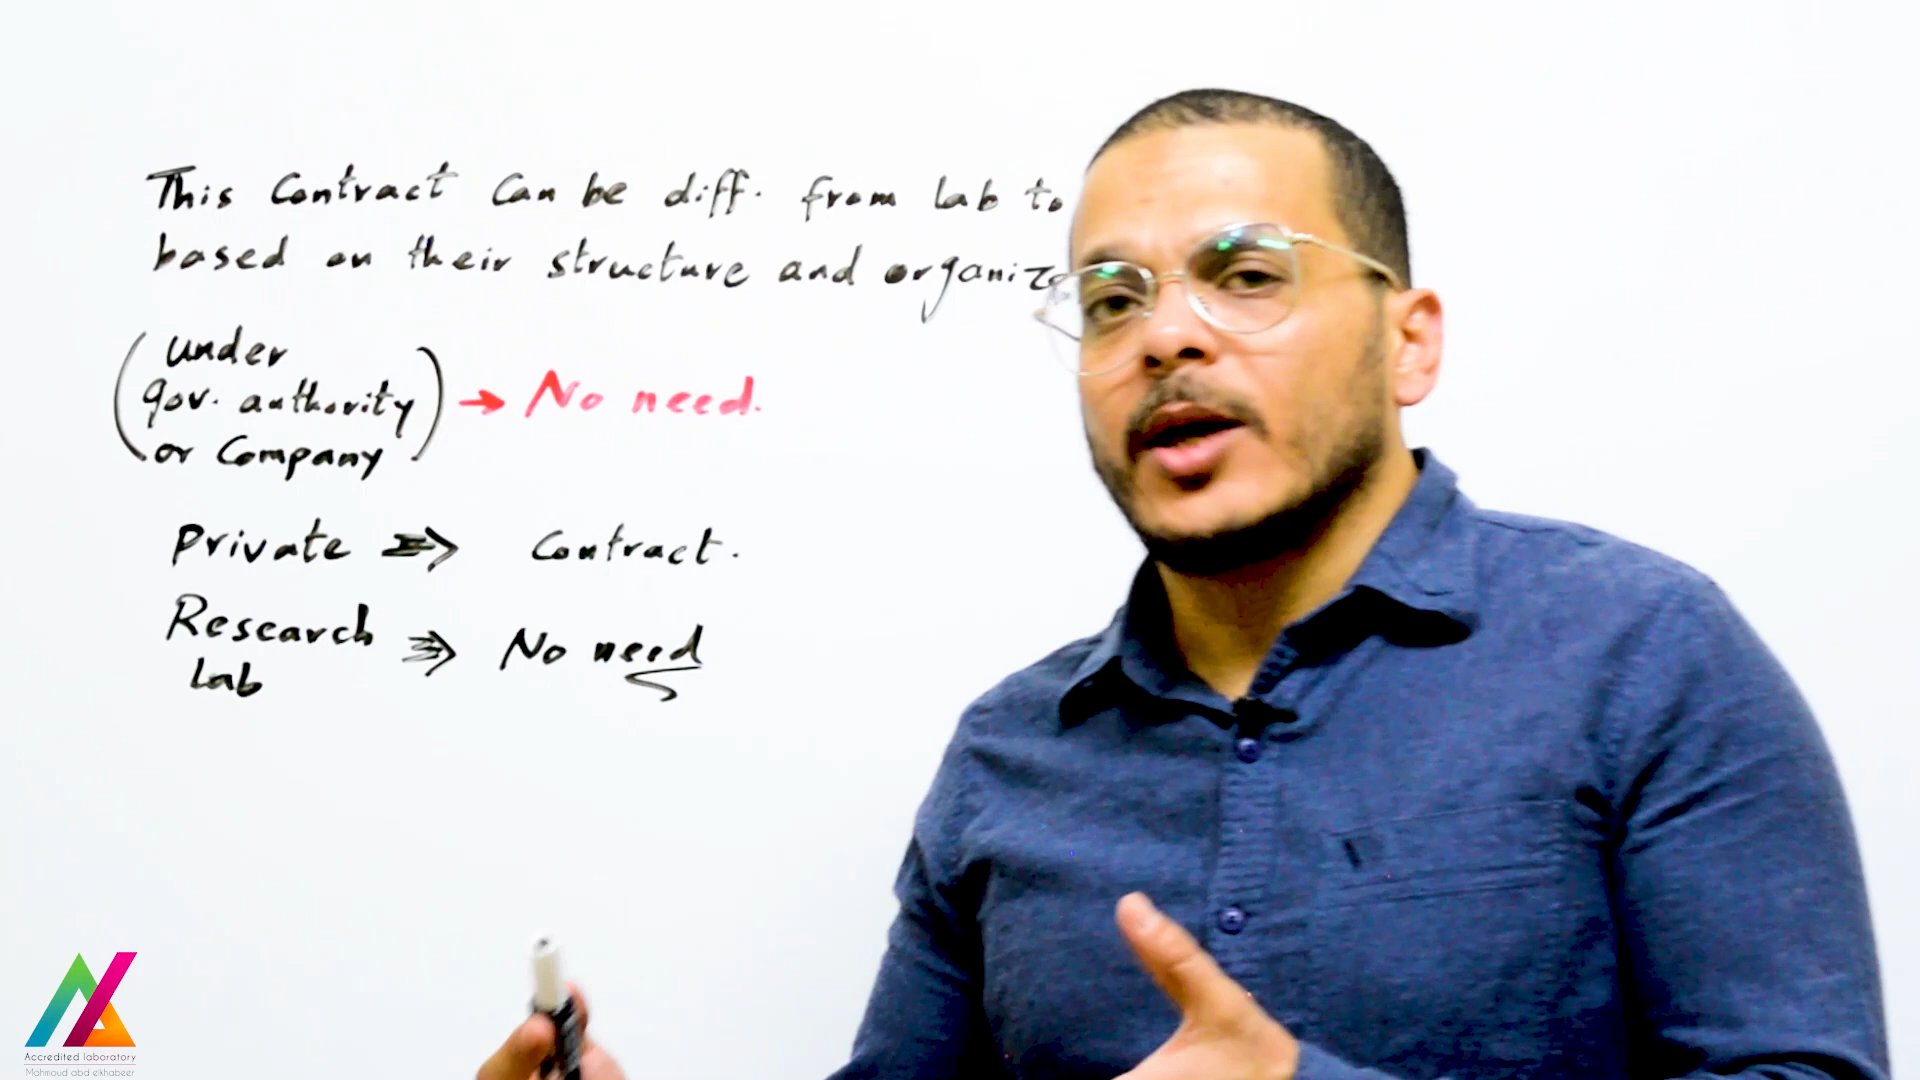 This Contract Can be diff. from lab to
based on their structure and organiza
under
gov. authority → No need.
or Company
Private ⇒ Contract.
Research
lab ⇒ No need
Accredited laboratory
Mahmoud abd elkhabeer